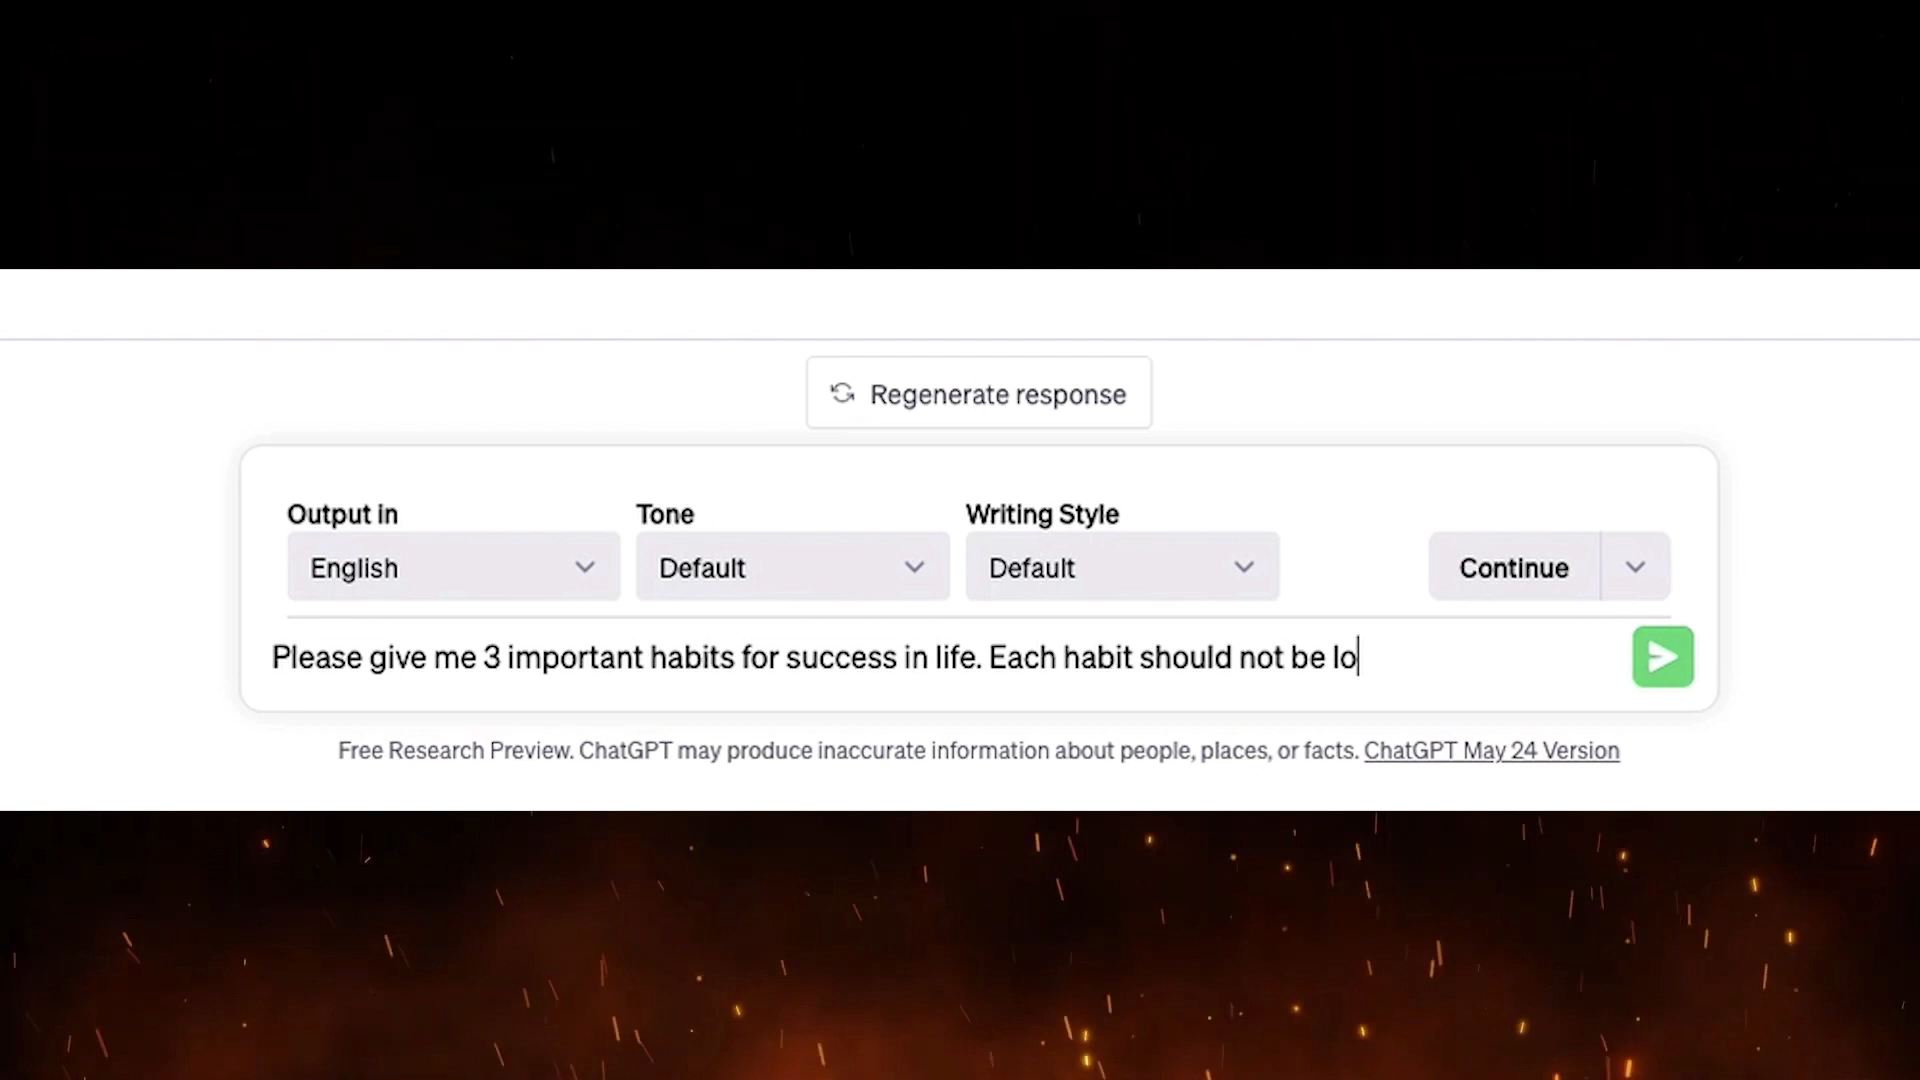 Regenerate response
Output in Tone Writing Style
English Default Default Continue
Please give me 3 important habits for success in life. Each habit should not be lo
Free Research Preview. ChatGPT may produce inaccurate information about people, places, or facts. ChatGPT May 24 Version